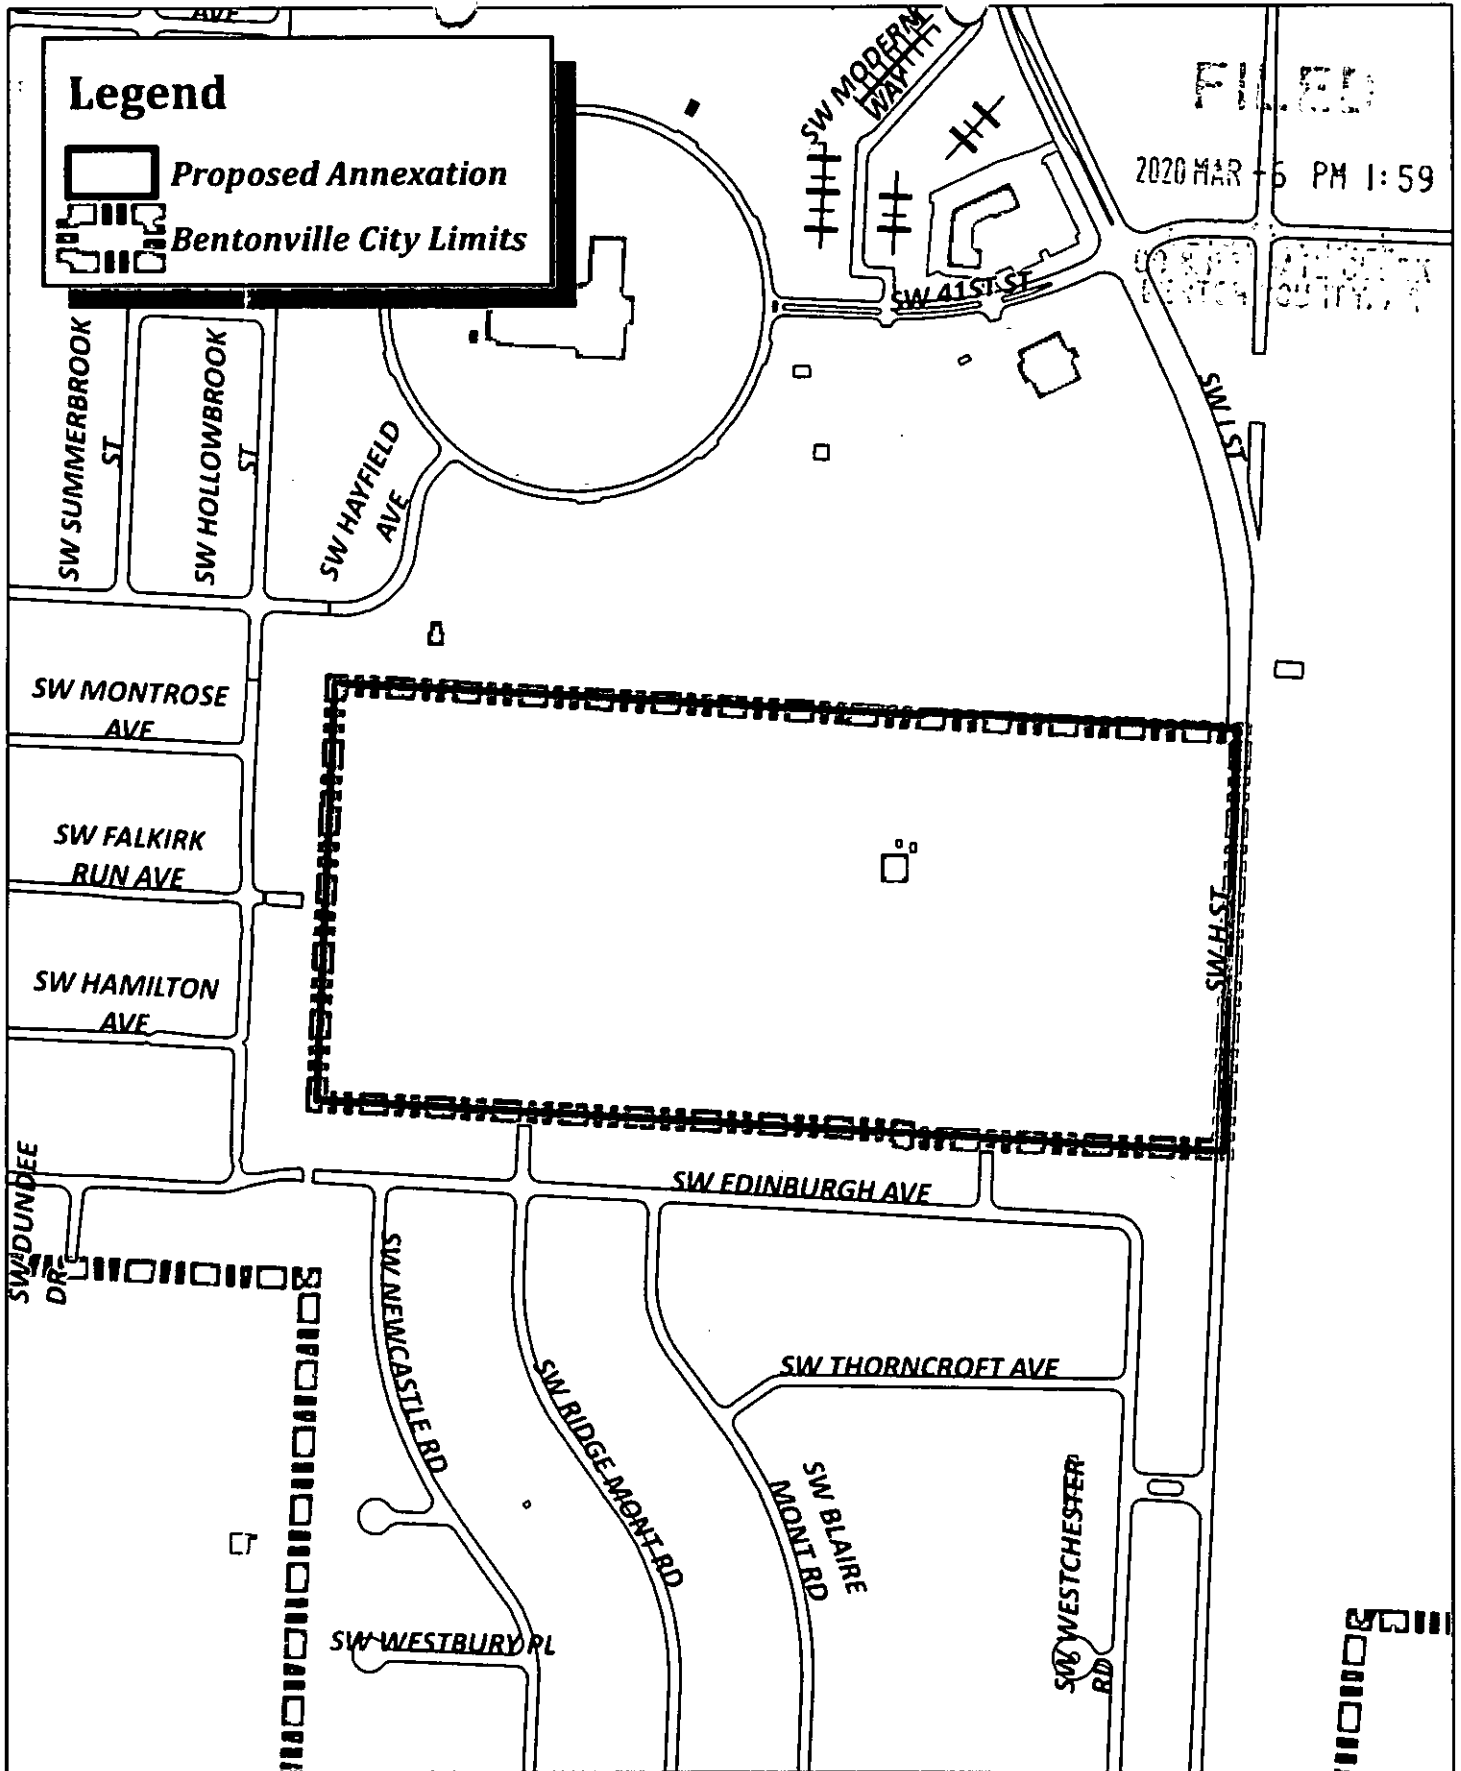 AVE
Legend
Proposed Annexation
Bentonville City Limits
SW MODERN
WAY
FILED
2020 MAR -6 PM 1:59
SW 41ST ST
SW SUMMERBROOK
ST
SW HOLLOWBROOK
ST
SW HAYFIELD
AVE
SW I ST
SW MONTROSE
AVE
SW FALKIRK
RUN AVE
SW H ST
SW HAMILTON
AVE
SW DUNDEE
DR
SW EDINBURGH AVE
SW NEWCASTLE RD
SW RIDGE MONT RD
SW THORNCROFT AVE
SW BLAIRE
MONT RD
SW WESTCHESTER
RD
SW WESTBURY PL